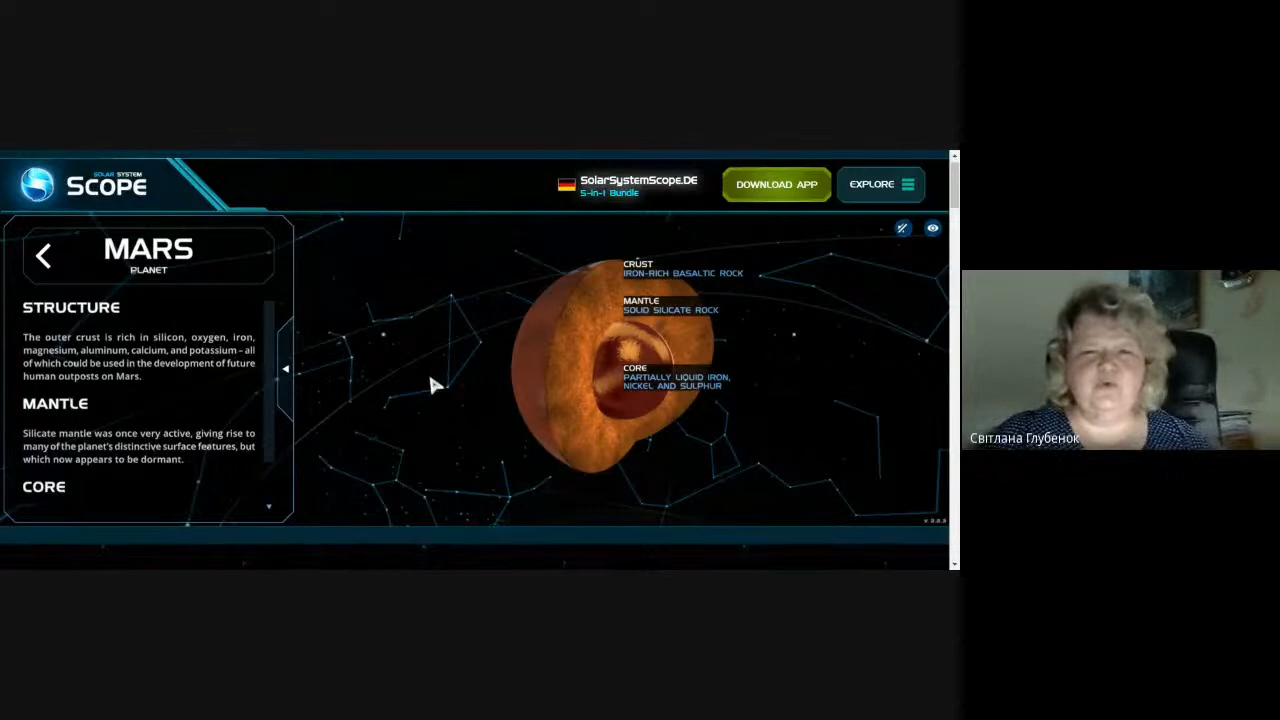 SOLAR SYSTEM
SCOPE
SolarSystemScope.DE
5-in-1 Bundle
DOWNLOAD APP
EXPLORE
MARS
PLANET
STRUCTURE
The outer crust is rich in silicon, oxygen, iron,
magnesium, aluminum, calcium, and potassium – all
of which could be used in the development of future
human outposts on Mars.
MANTLE
Silicate mantle was once very active, giving rise to
many of the planet's distinctive surface features, but
which now appears to be dormant.
CORE
CRUST
IRON-RICH BASALTIC ROCK
MANTLE
SOLID SILICATE ROCK
CORE
PARTIALLY LIQUID IRON,
NICKEL AND SULPHUR
Світлана Глубенок